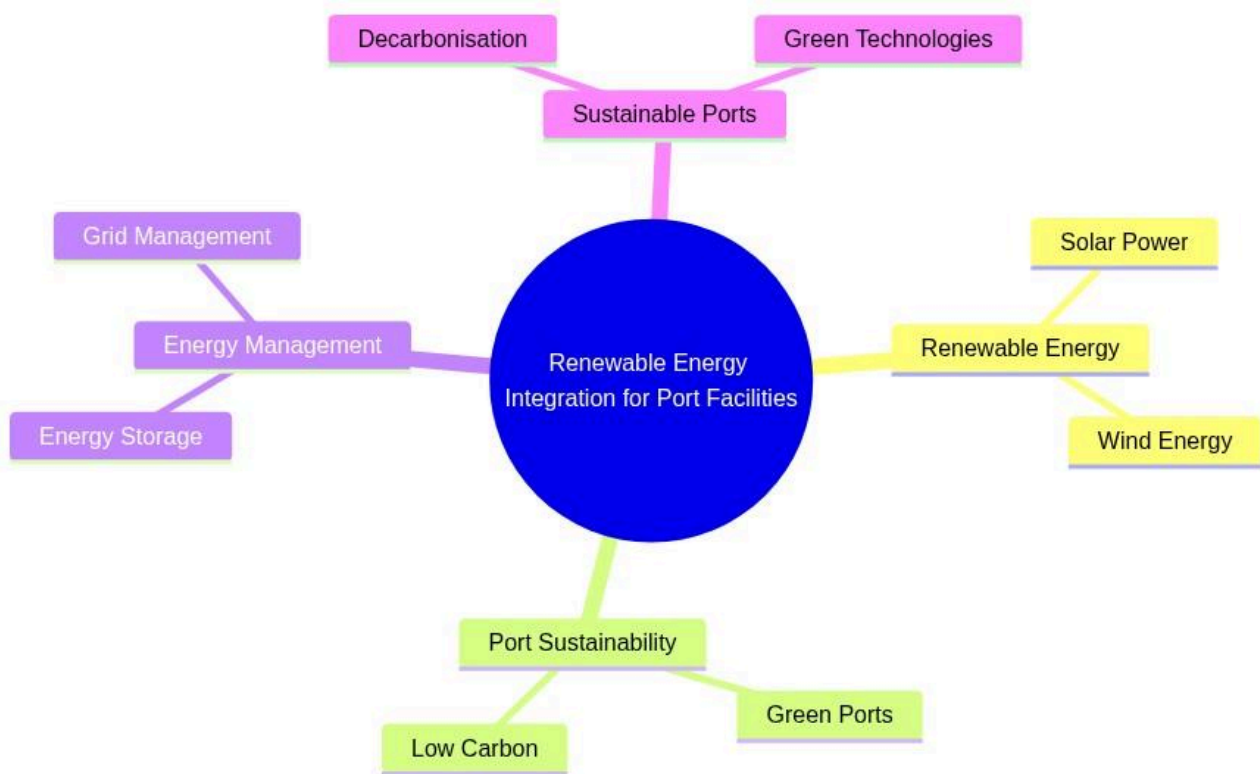 Decarbonisation
Green Technologies
Sustainable Ports
Grid Management
Solar Power
Energy Management
Renewable Energy
Renewable Energy
Integration for Port Facilities
Energy Storage
Wind Energy
Port Sustainability
Green Ports
Low Carbon